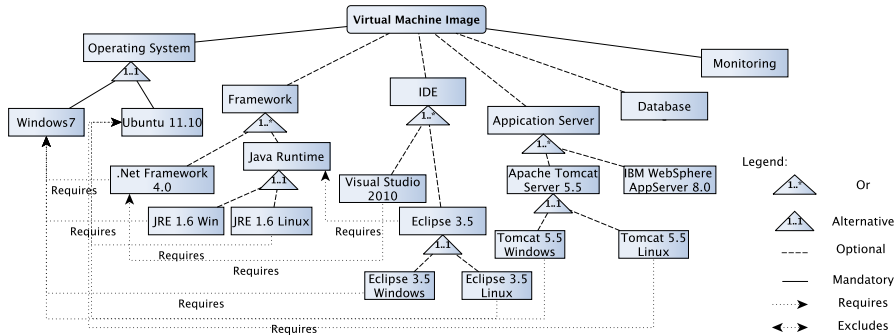 Virtual Machine Image
Operating System
1..1
Windows7
Ubuntu 11.10
Framework
1..*
.Net Framework
4.0
Java Runtime
1..1
JRE 1.6 Win
JRE 1.6 Linux
IDE
1..*
Visual Studio
2010
Eclipse 3.5
1..1
Eclipse 3.5
Windows
Eclipse 3.5
Linux
Appication Server
1..*
Apache Tomcat
Server 5.5
1..1
Tomcat 5.5
Windows
Tomcat 5.5
Linux
IBM WebSphere
AppServer 8.0
Database
Monitoring
Requires
Requires
Requires
Requires
Requires
Requires
Requires
Legend:
1..*
Or
1..1
Alternative
Optional
Mandatory
Requires
Excludes